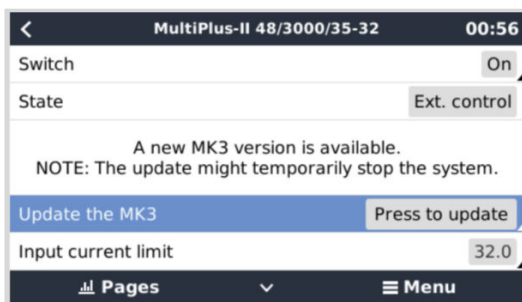 MultiPlus-II 48/3000/35-32 00:56
Switch On
State Ext. control
A new MK3 version is available.
NOTE: The update might temporarily stop the system.
Update the MK3 Press to update
Input current limit 32.0
Pages Menu